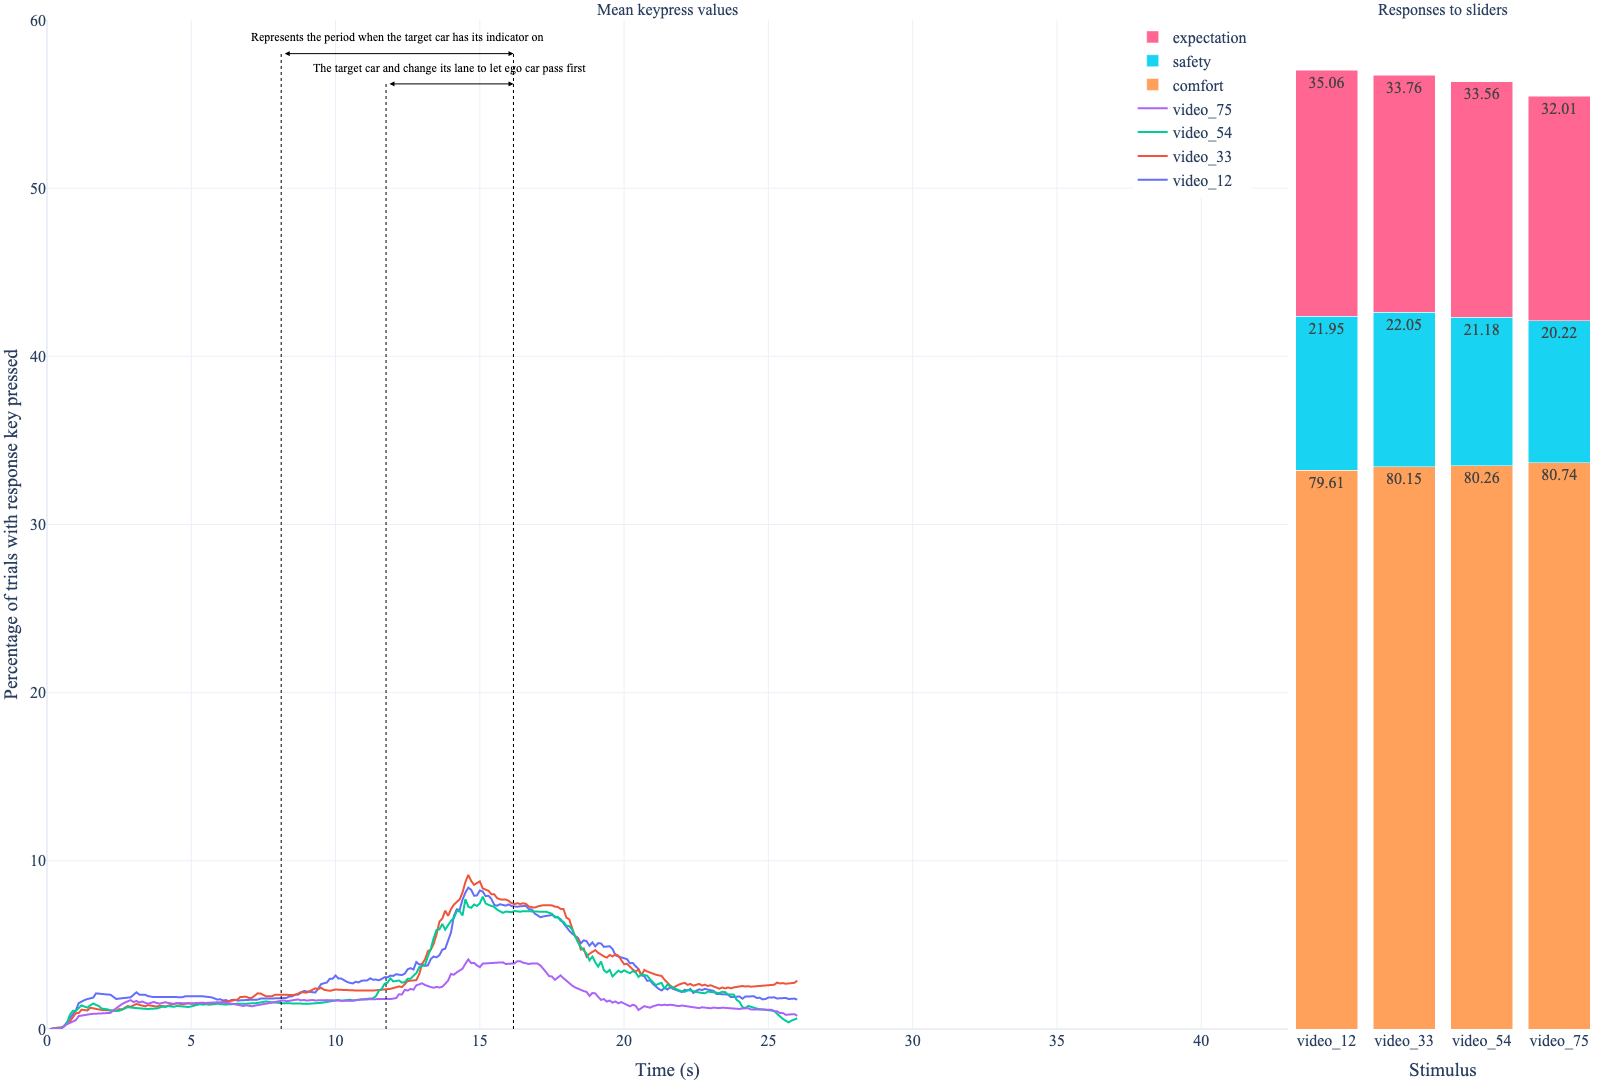 Mean keypress values
Responses to sliders
Represents the period when the target car has its indicator on
The target car and change its lane to let ego car pass first
expectation
safety
comfort
video_75
video_54
video_33
video_12
Percentage of trials with response key pressed
60
50
40
30
20
10
0
0 5 10 15 20 25 30 35 40
Time (s)
35.06 33.76 33.56 32.01
21.95 22.05 21.18 20.22
79.61 80.15 80.26 80.74
video_12 video_33 video_54 video_75
Stimulus